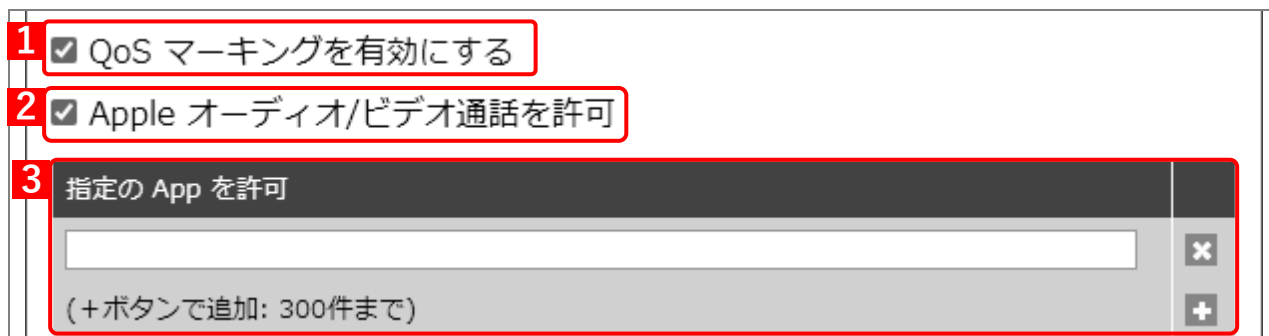 1
QoS マーキングを有効にする
2
Apple オーディオ/ビデオ通話を許可
3
指定の App を許可
(+ボタンで追加: 300件まで)